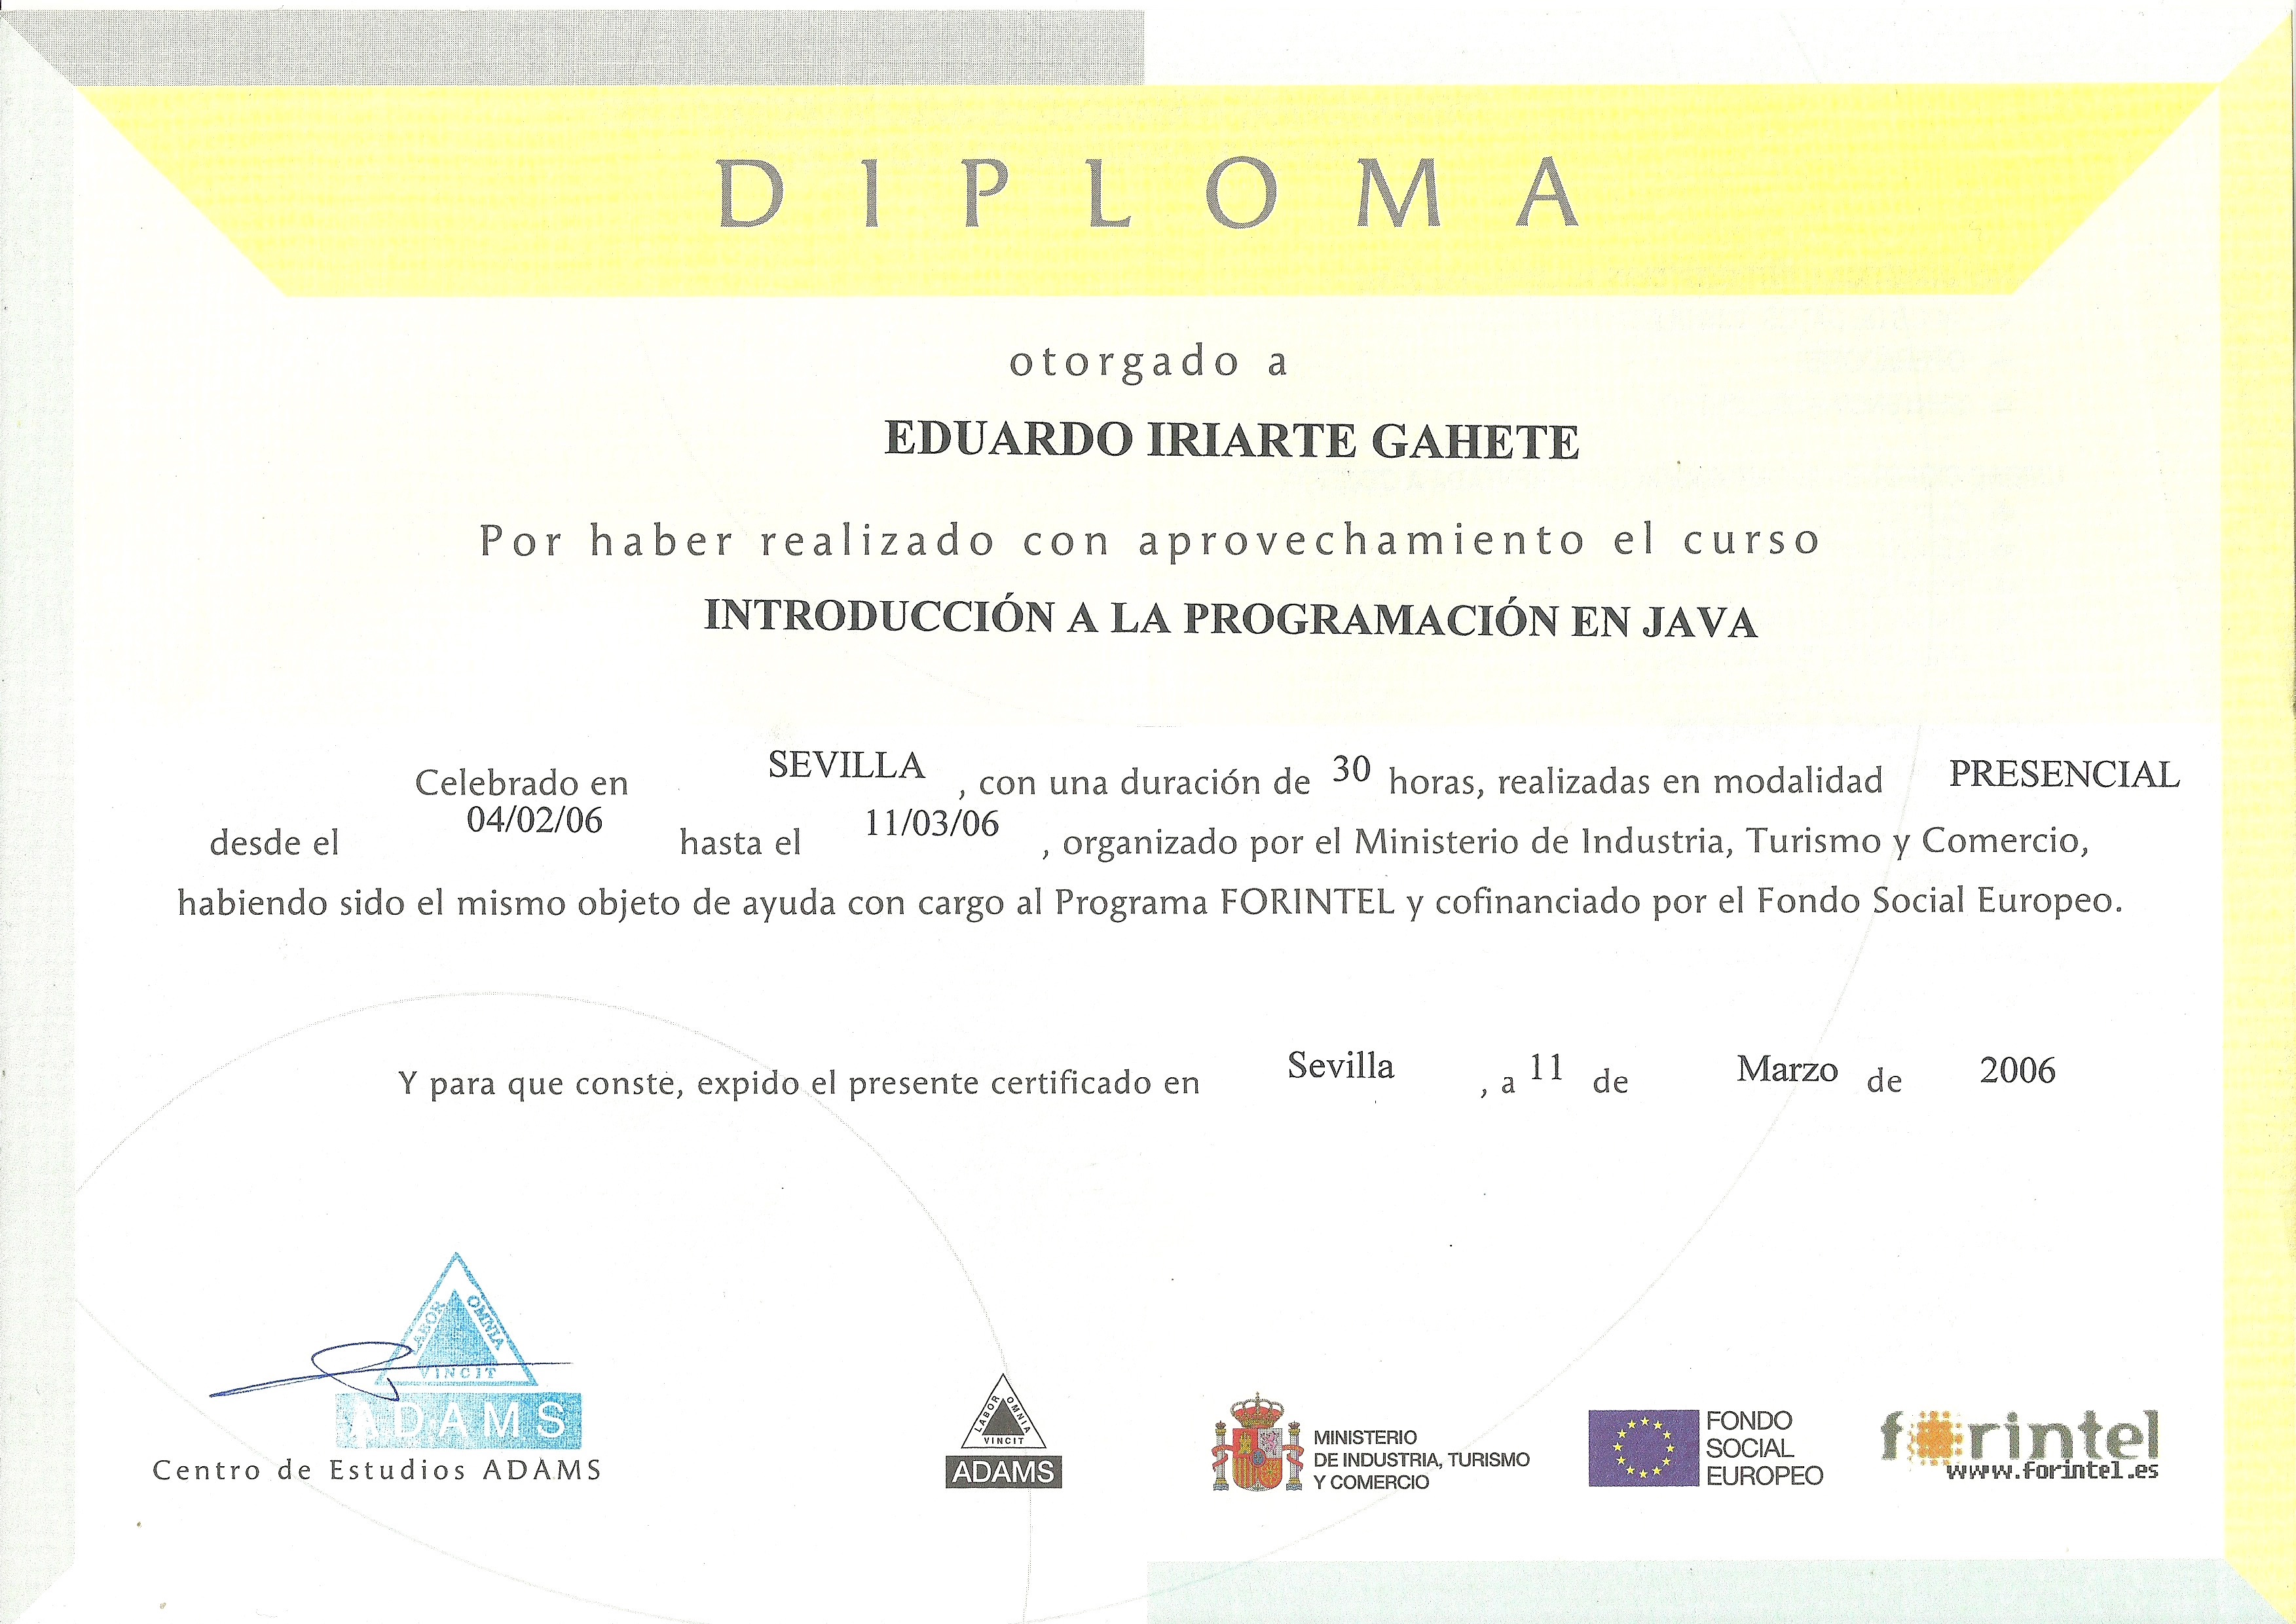 DIPLOMA
otorgado a
EDUARDO IRIARTE GAHETE
Por haber realizado con aprovechamiento el curso
INTRODUCCIÓN A LA PROGRAMACIÓN EN JAVA
Celebrado en SEVILLA , con una duración de 30 horas, realizadas en modalidad PRESENCIAL
desde el 04/02/06 hasta el 11/03/06 , organizado por el Ministerio de Industria, Turismo y Comercio,
habiendo sido el mismo objeto de ayuda con cargo al Programa FORINTEL y cofinanciado por el Fondo Social Europeo.
Y para que conste, expido el presente certificado en Sevilla , a 11 de Marzo de 2006
LABOR OMNIA
VINCIT
ADAMS
Centro de Estudios ADAMS
LABOR OMNIA
VINCIT
ADAMS
MINISTERIO
DE INDUSTRIA, TURISMO
Y COMERCIO
FONDO
SOCIAL
EUROPEO
forintel
www.forintel.es